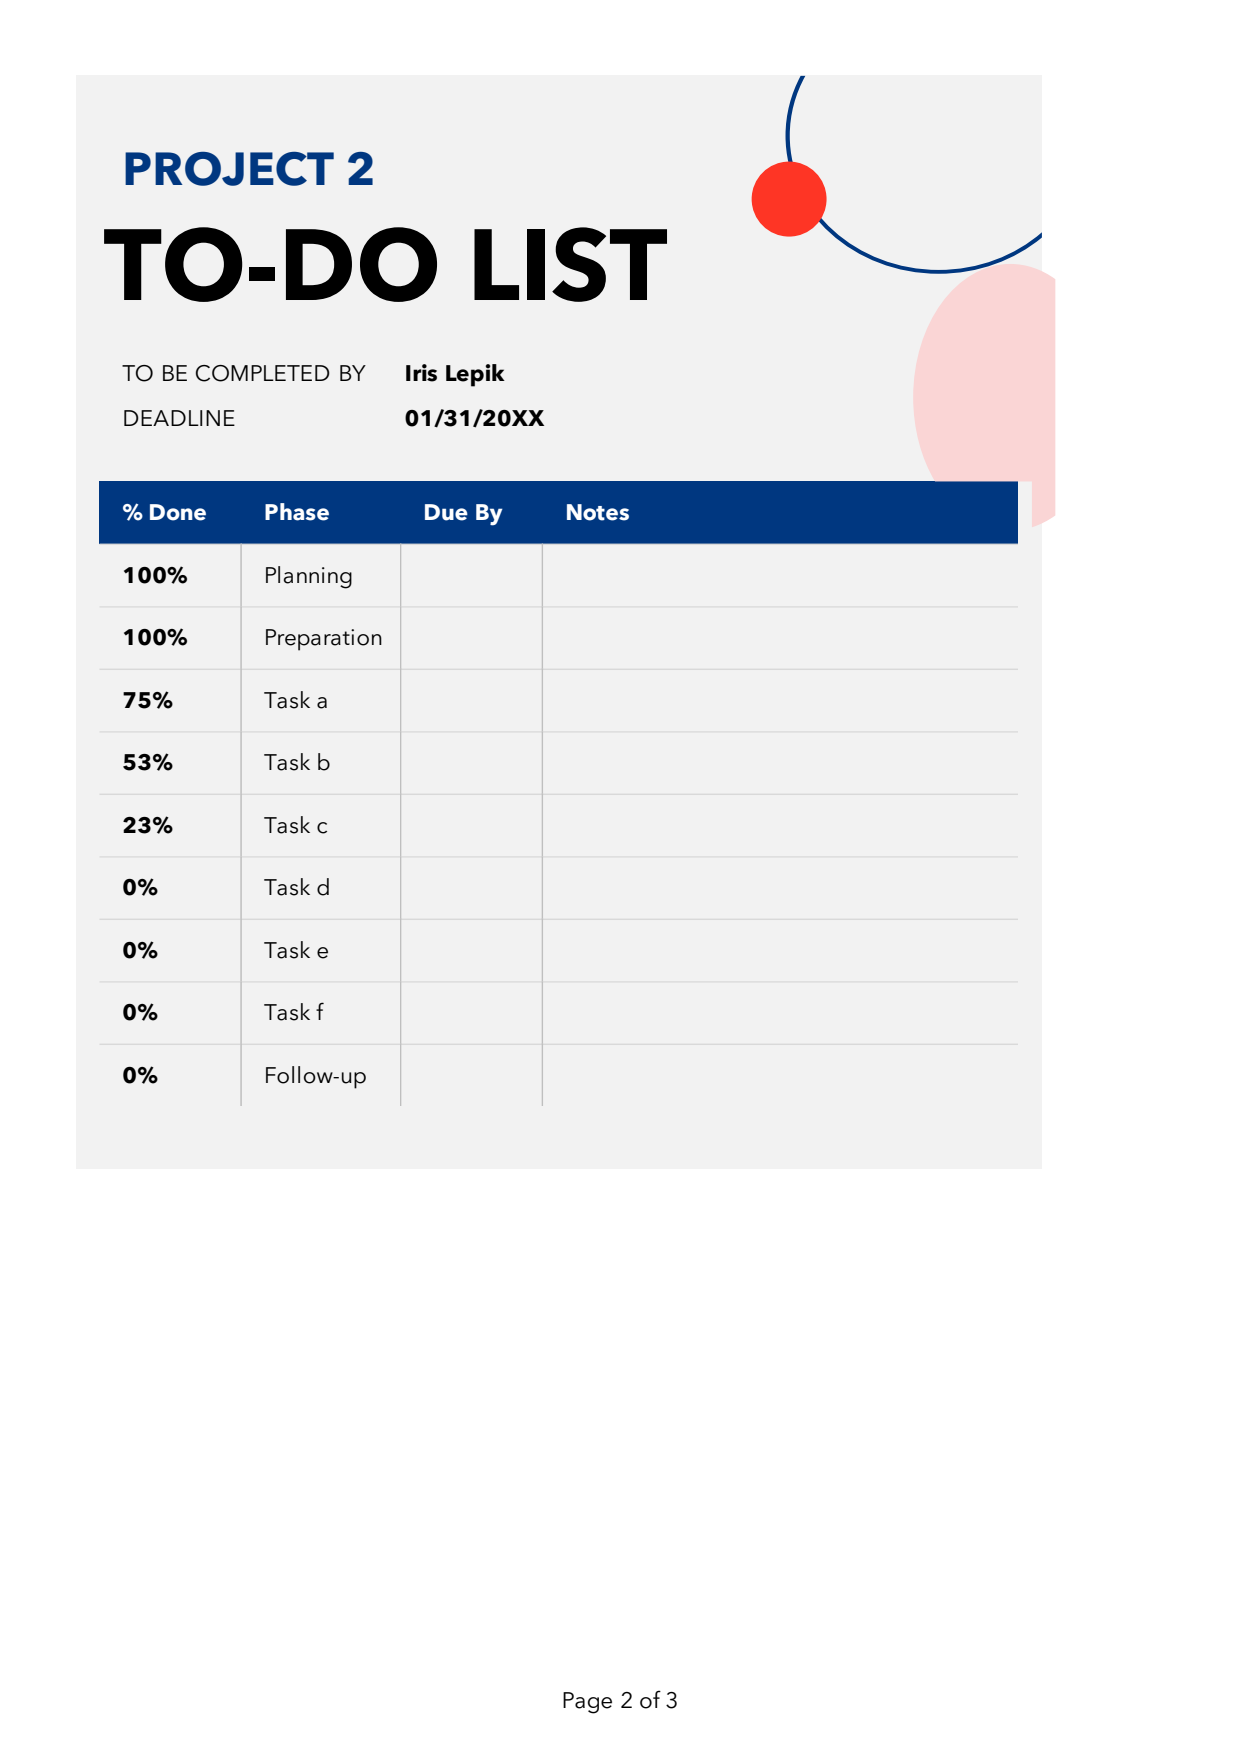 PROJECT 2
TO-DO LIST
TO BE COMPLETED BY Iris Lepik
DEADLINE 01/31/20XX
% Done Phase Due By Notes
100% Planning
100% Preparation
75% Task a
53% Task b
23% Task c
0% Task d
0% Task e
0% Task f
0% Follow-up
Page 2 of 3